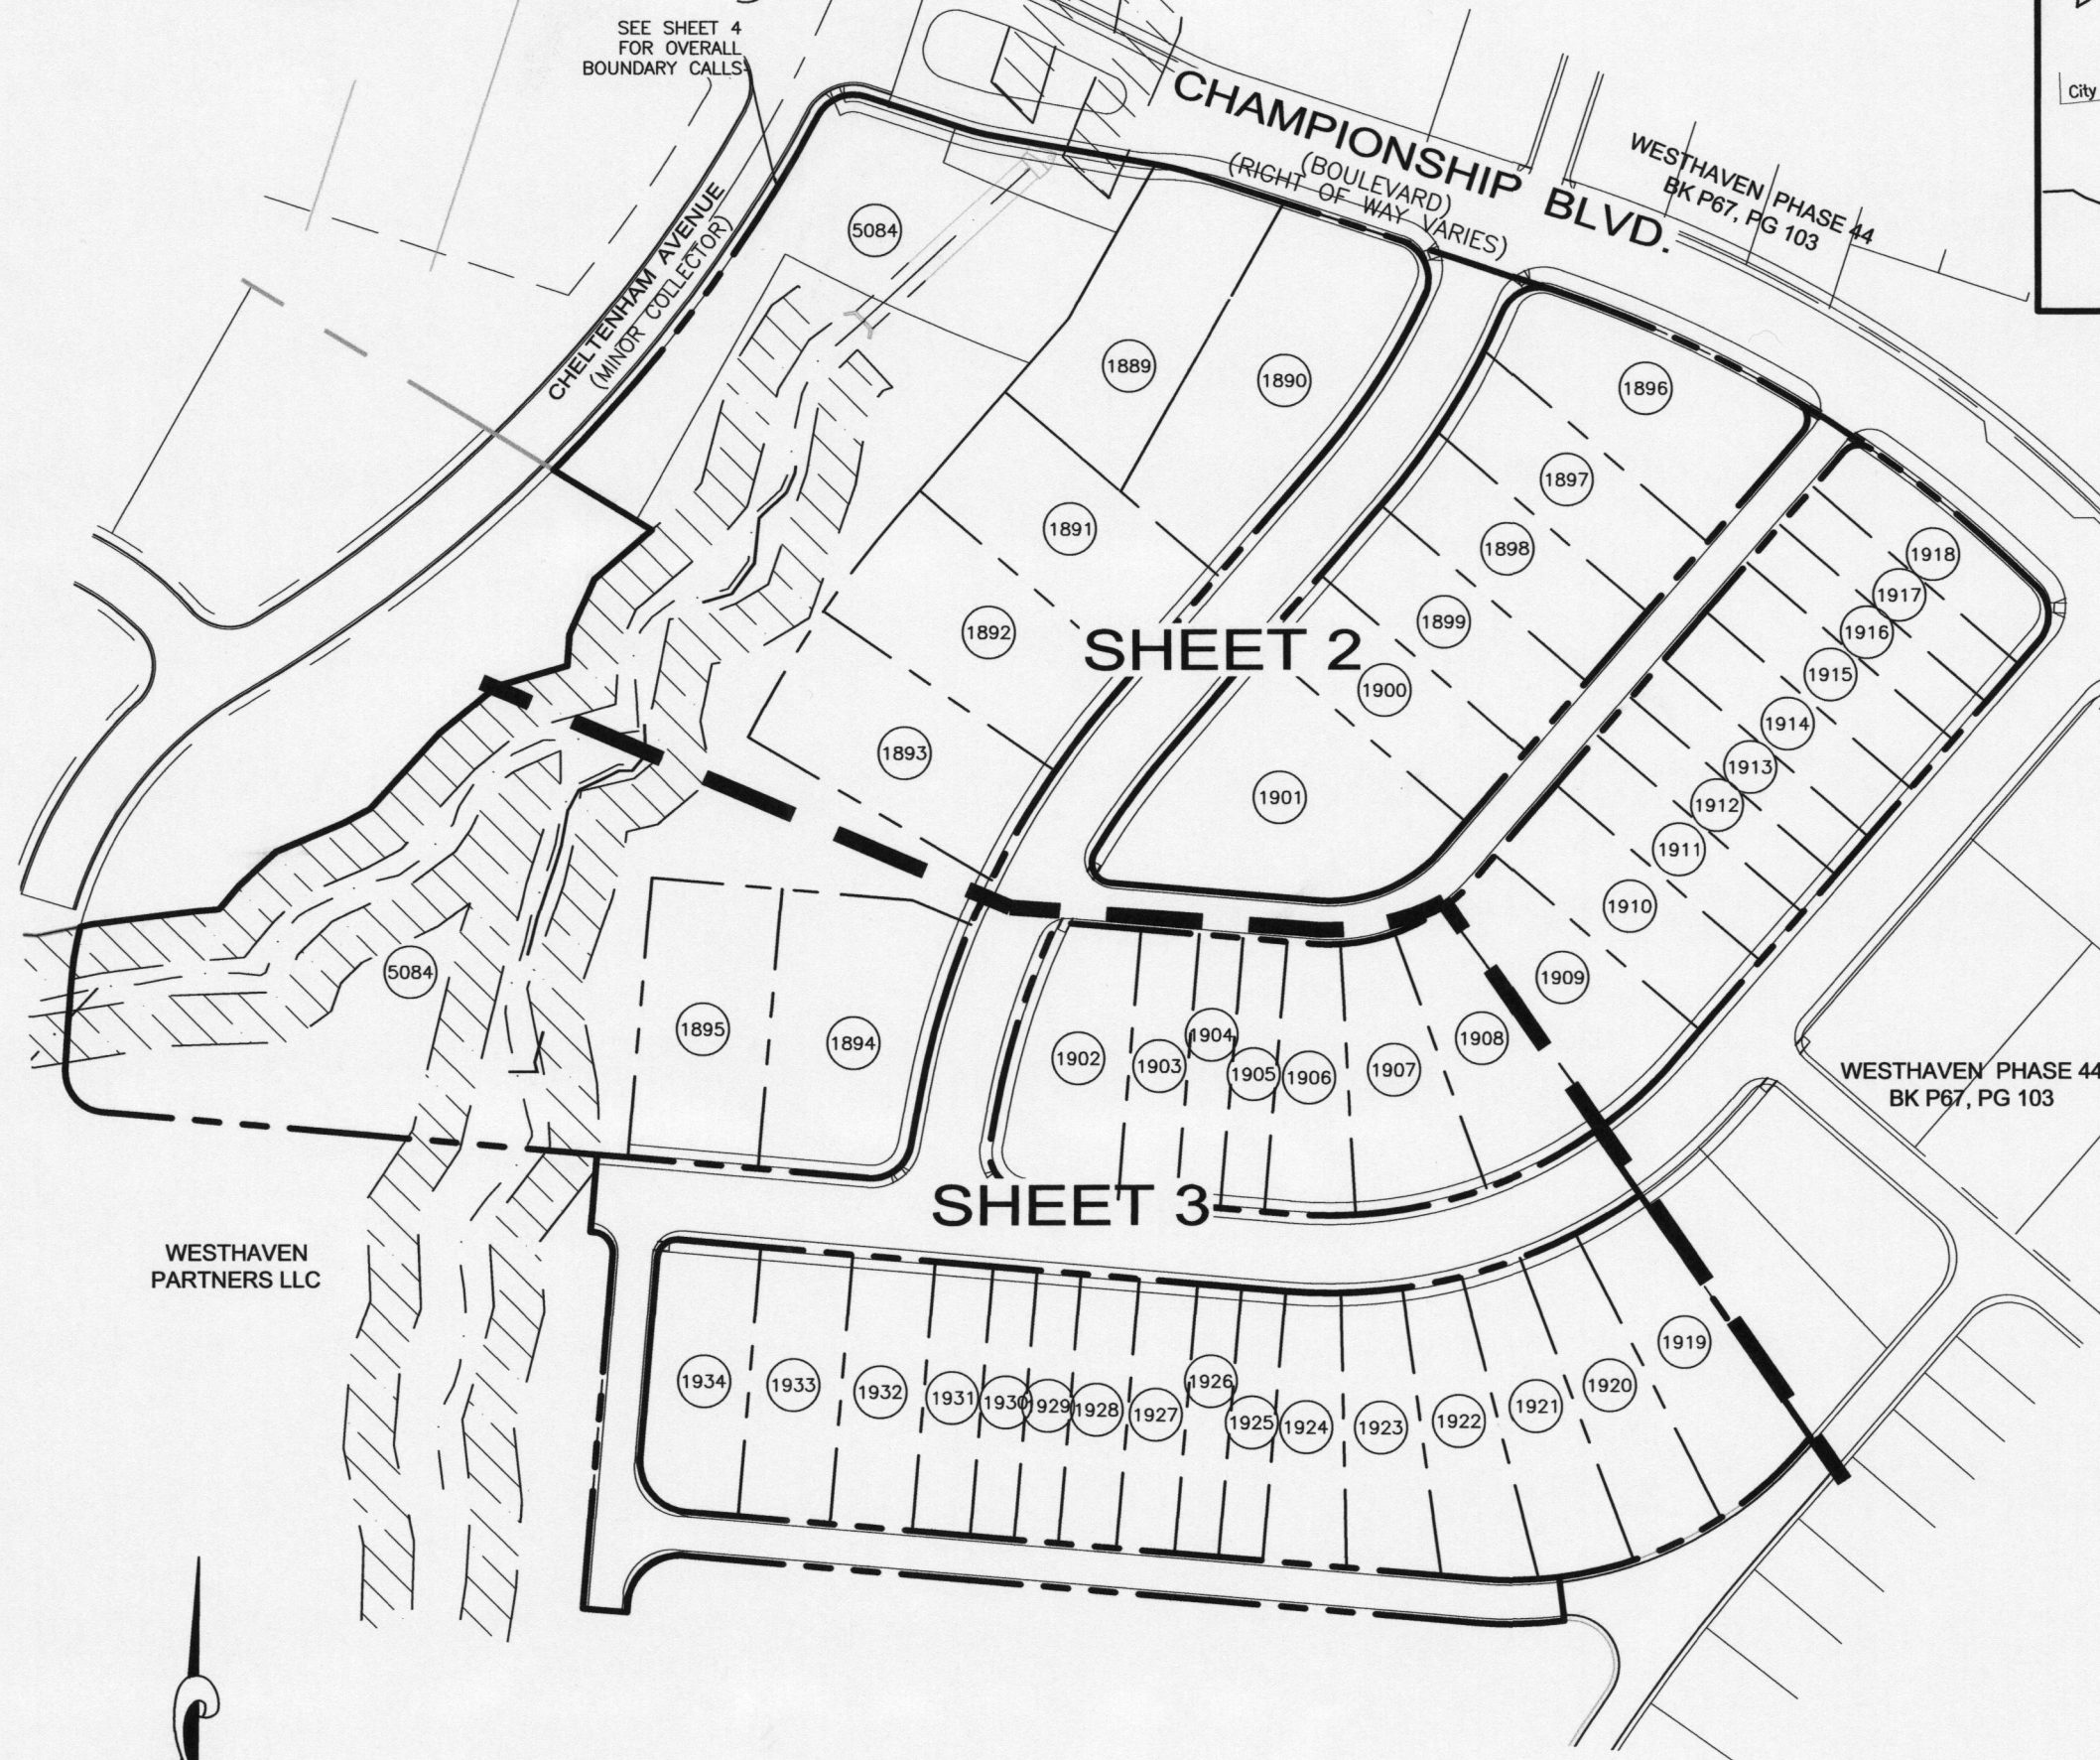 SEE SHEET 4
FOR OVERALL
BOUNDARY CALLS
City
CHAMPIONSHIP BLVD.
(BOULEVARD)
(RIGHT OF WAY VARIES)
WESTHAVEN PHASE 44
BK P67, PG 103
CHELTENHAM AVENUE
(MINOR COLLECTOR)
5084
1889
1890
1896
1897
1891
1898
1918
1917
1899
1916
1892
SHEET 2
1915
1900
1914
1893
1913
1901
1912
1911
1910
5084
1909
1895
1894
1902
1903
1904
1905
1906
1907
1908
WESTHAVEN PHASE 44
BK P67, PG 103
SHEET 3
WESTHAVEN
PARTNERS LLC
1934
1933
1932
1931
1930
1929
1928
1927
1926
1925
1924
1923
1922
1921
1920
1919